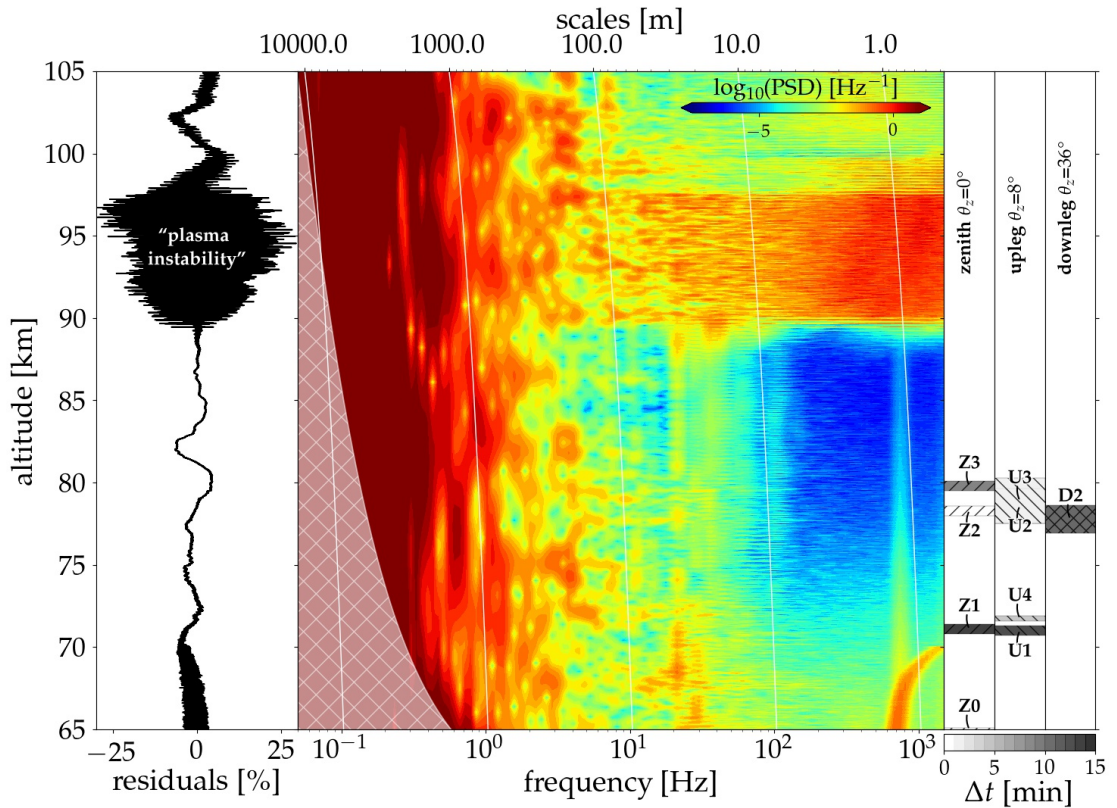 scales [m]
10000.0 1000.0 100.0 10.0 1.0
105
100
95
90
85
80
75
70
65
altitude [km]
"plasma
instability"
log₁₀(PSD) [Hz⁻¹]
−5 0
zenith θz=0°
upleg θz=8°
downleg θz=36°
Z3 U3
D2
Z2 U2
Z1 U4
U1
Z0
−25 0 25
residuals [%]
10⁻¹ 10⁰ 10¹ 10² 10³
frequency [Hz]
0 5 10 15
Δt [min]